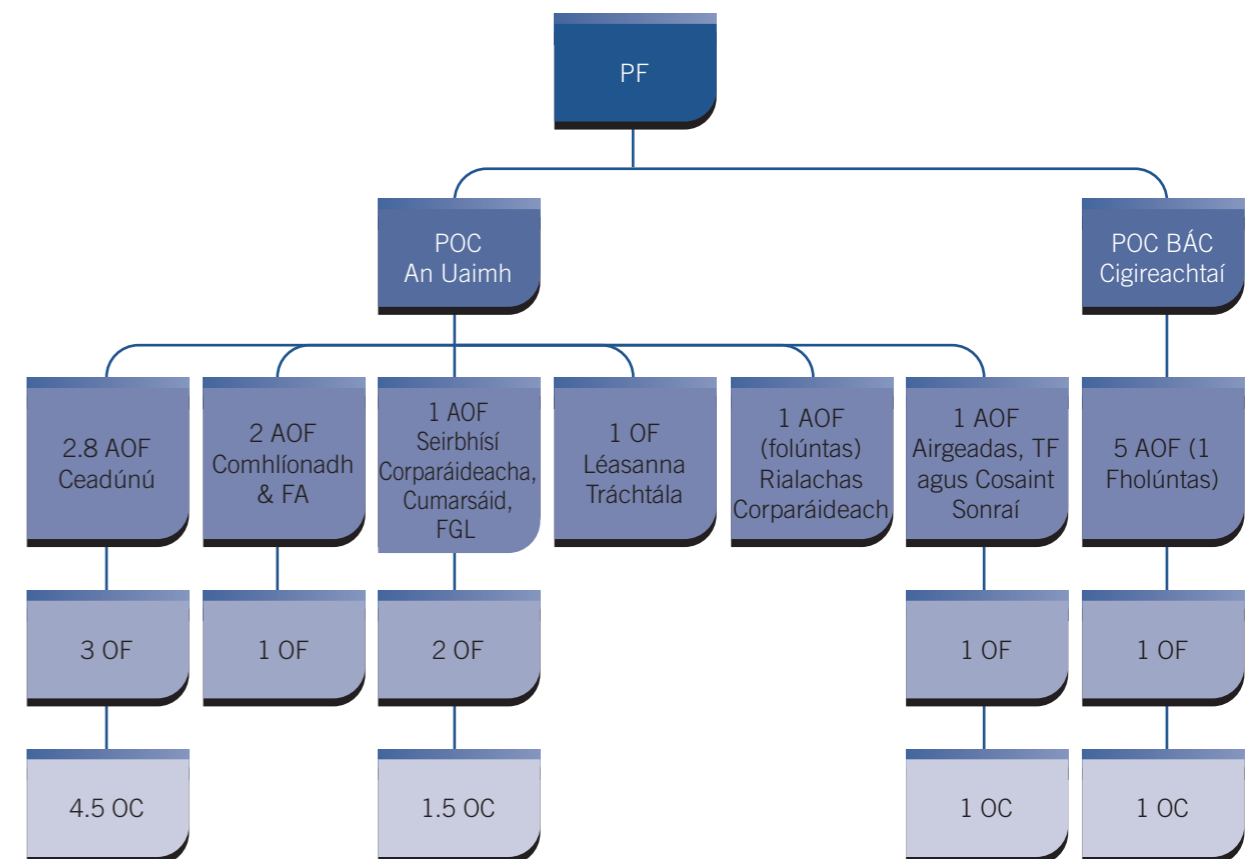 PF
POC
An Uaimh
POC BÁC
Cigireachtaí
2.8 AOF
Ceadúnú
2 AOF
Comhlíonadh
& FA
1 AOF
Seirbhísí
Corparáideacha,
Cumarsáid,
FGL
1 OF
Léasanna
Tráchtála
1 AOF
(folúntas)
Rialachas
Corparáideach
1 AOF
Airgeadas, TF
agus Cosaint
Sonraí
5 AOF (1
Fholúntas)
3 OF
1 OF
2 OF
1 OF
1 OF
4.5 OC
1.5 OC
1 OC
1 OC